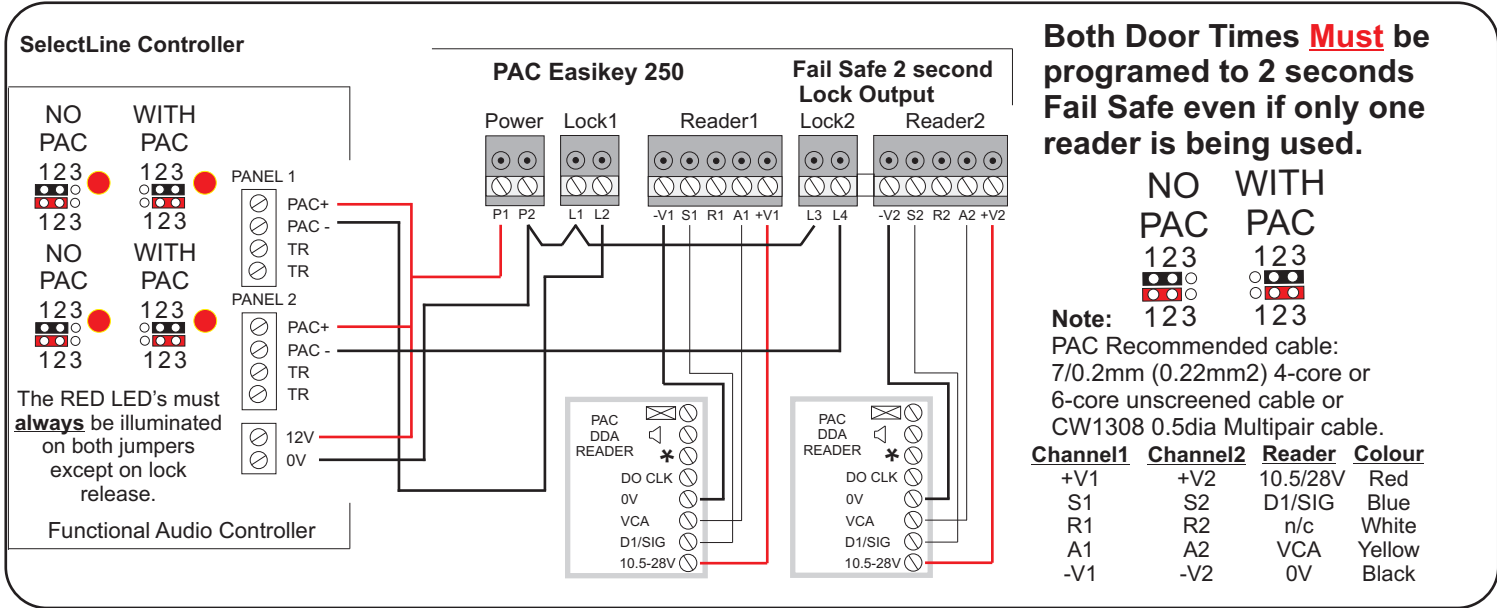 SelectLine Controller
NO WITH
PAC PAC
123 123
123 123
NO WITH
PAC PAC
123 123
123 123
The RED LED's must
always be illuminated
on both jumpers
except on lock
release.
Functional Audio Controller
PANEL 1
PAC+
PAC -
TR
TR
PANEL 2
PAC+
PAC -
TR
TR
12V
0V
PAC Easikey 250
Fail Safe 2 second
Lock Output
Power Lock1 Reader1 Lock2 Reader2
P1 P2 L1 L2 -V1 S1 R1 A1 +V1 L3 L4 -V2 S2 R2 A2 +V2
PAC
DDA
READER
*
DO CLK
0V
VCA
D1/SIG
10.5-28V
PAC
DDA
READER
*
DO CLK
0V
VCA
D1/SIG
10.5-28V
Both Door Times Must be
programed to 2 seconds
Fail Safe even if only one
reader is being used.
NO WITH
PAC PAC
123 123
123 123
Note:
PAC Recommended cable:
7/0.2mm (0.22mm2) 4-core or
6-core unscreened cable or
CW1308 0.5dia Multipair cable.
Channel1 Channel2 Reader Colour
+V1 +V2 10.5/28V Red
S1 S2 D1/SIG Blue
R1 R2 n/c White
A1 A2 VCA Yellow
-V1 -V2 0V Black